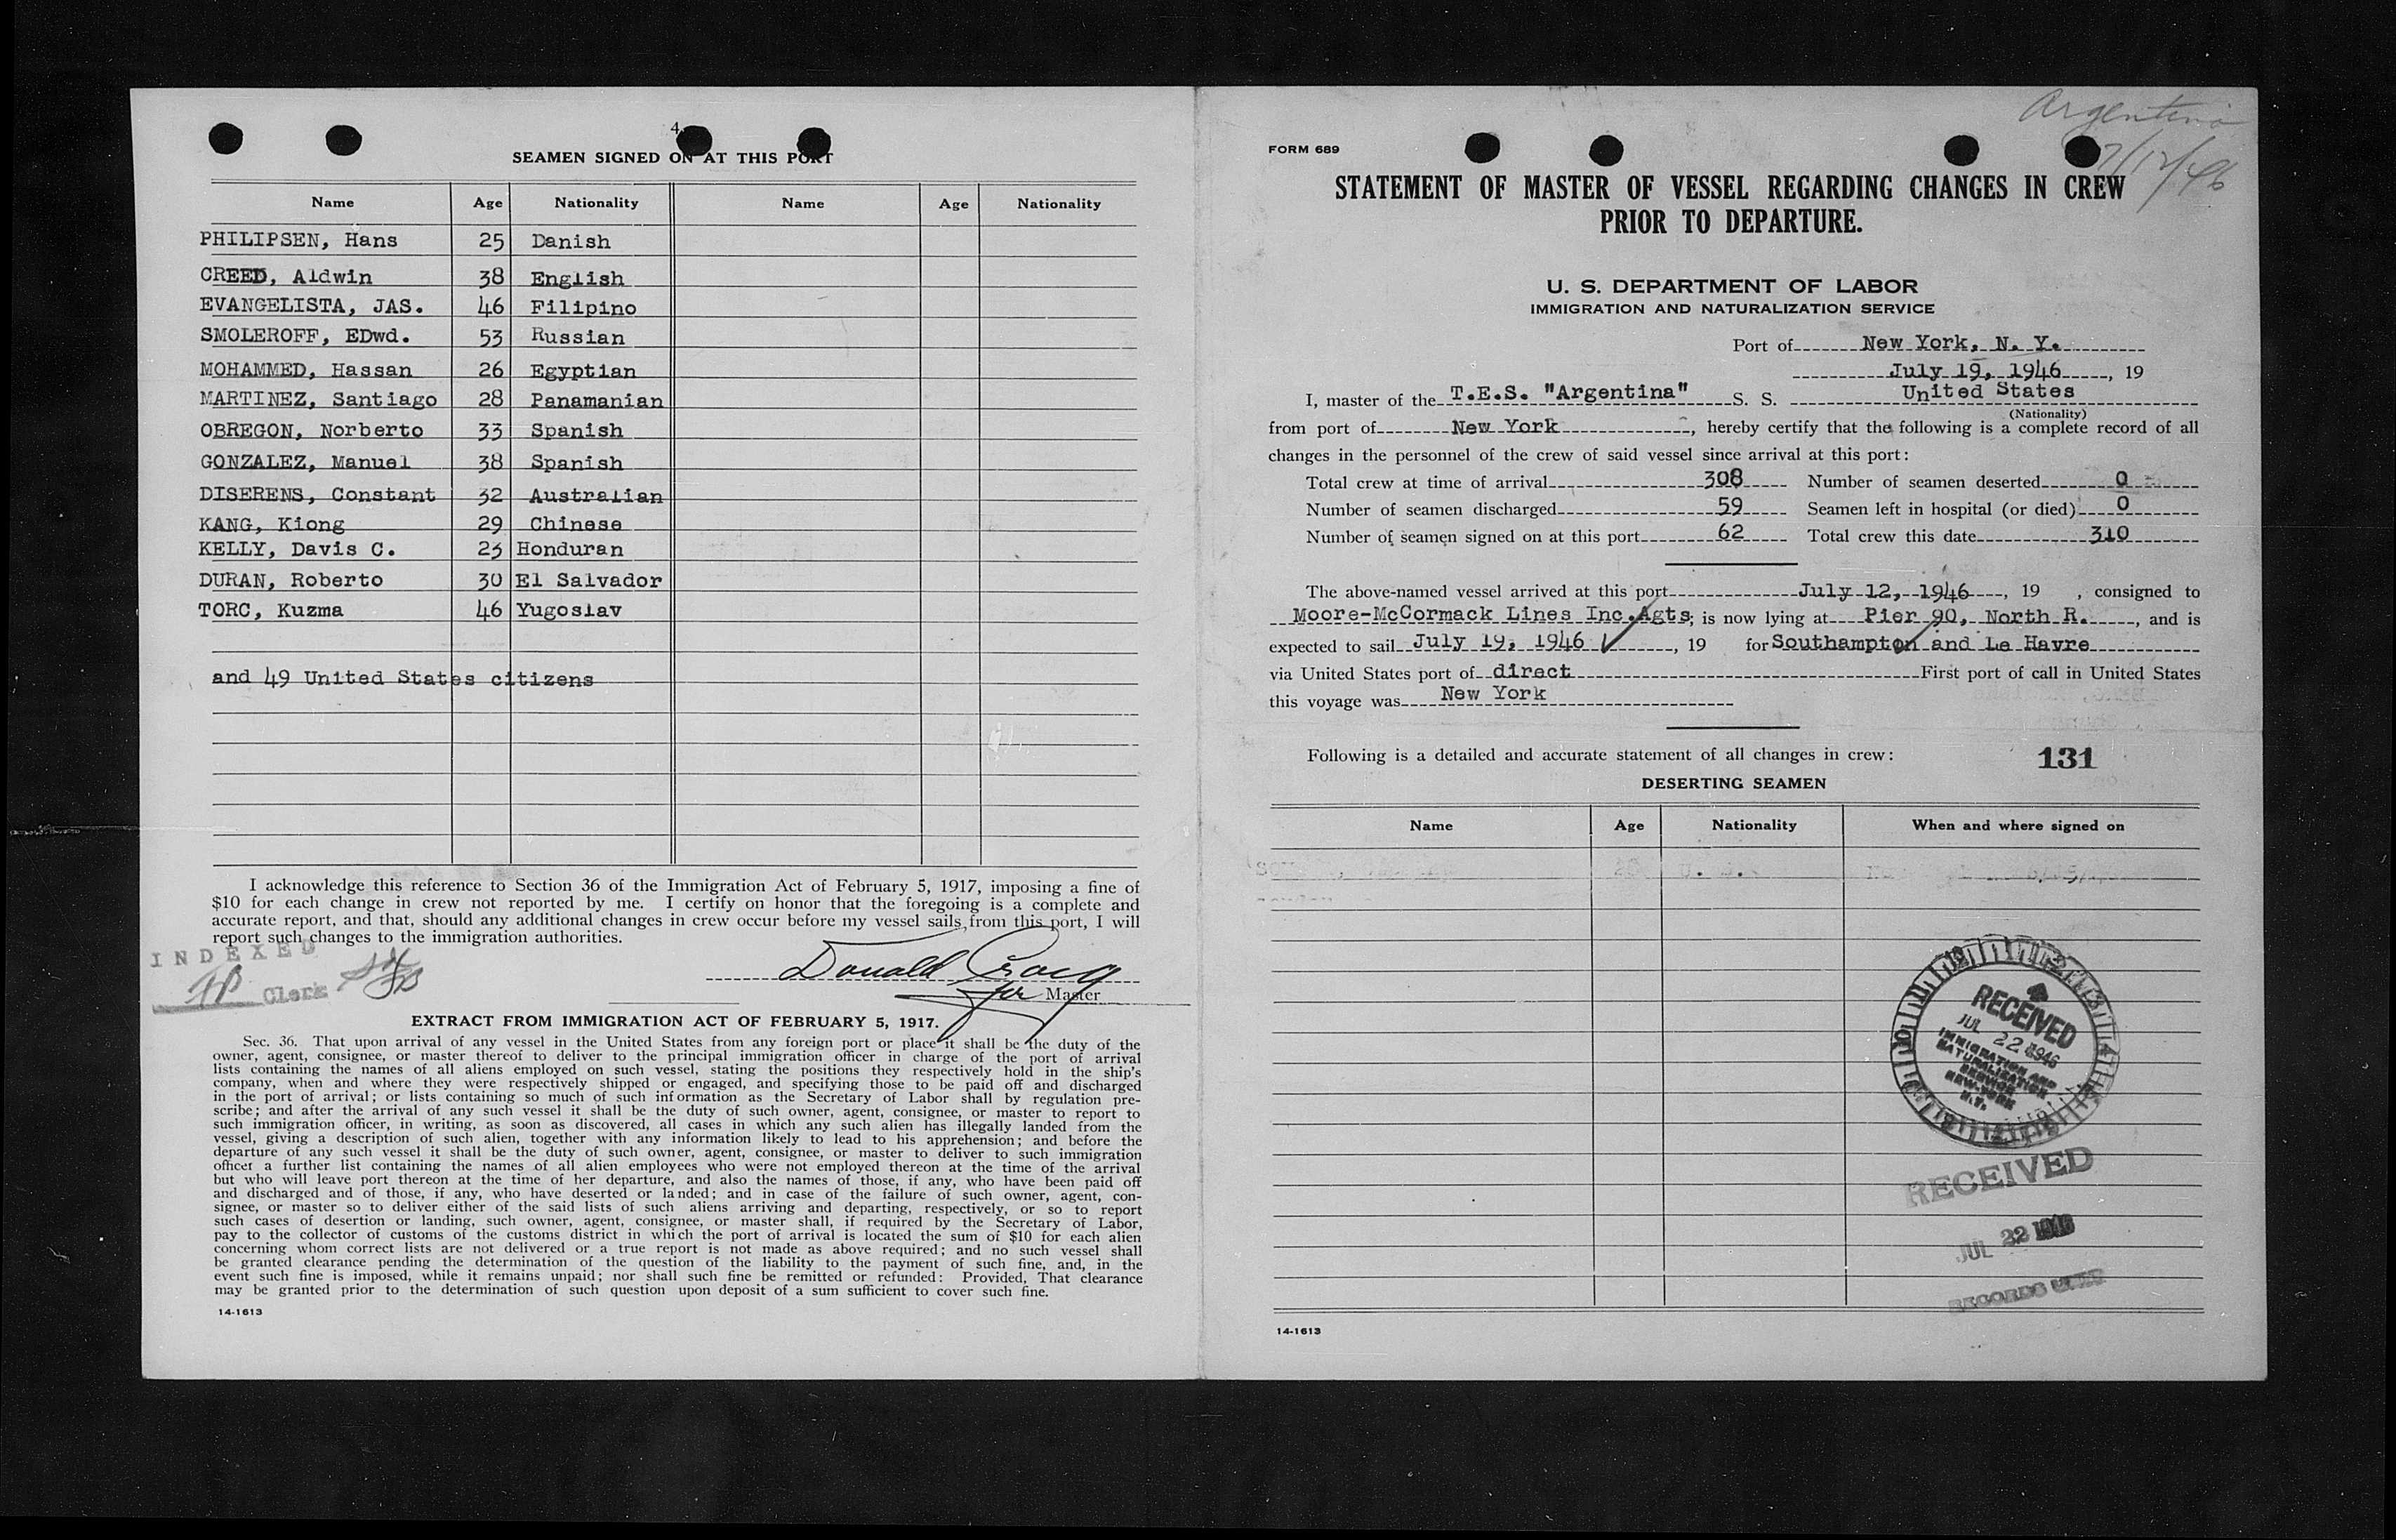 4
SEAMEN SIGNED ON AT THIS PORT
Name Age Nationality Name Age Nationality
PHILIPSEN, Hans 25 Danish
CREED, Aldwin 38 English
EVANGELISTA, JAS. 46 Filipino
SMOLEROFF, EDwd. 53 Russian
MOHAMMED, Hassan 26 Egyptian
MARTINEZ, Santiago 28 Panamanian
OBREGON, Norberto 33 Spanish
GONZALEZ, Manuel 38 Spanish
DISERENS, Constant 32 Australian
KANG, Kiong 29 Chinese
KELLY, Davis C. 23 Honduran
DURAN, Roberto 30 El Salvador
TORC, Kuzma 46 Yugoslav
and 49 United States citizens
I acknowledge this reference to Section 36 of the Immigration Act of February 5, 1917, imposing a fine of
$10 for each change in crew not reported by me. I certify on honor that the foregoing is a complete and
accurate report, and that, should any additional changes in crew occur before my vessel sails from this port, I will
report such changes to the immigration authorities.
INDEXED
Clerk
Donald Craig
for Master
EXTRACT FROM IMMIGRATION ACT OF FEBRUARY 5, 1917.
Sec. 36. That upon arrival of any vessel in the United States from any foreign port or place it shall be the duty of the
owner, agent, consignee, or master thereof to deliver to the principal immigration officer in charge of the port of arrival
lists containing the names of all aliens employed on such vessel, stating the positions they respectively hold in the ship's
company, when and where they were respectively shipped or engaged, and specifying those to be paid off and discharged
in the port of arrival; or lists containing so much of such information as the Secretary of Labor shall by regulation pre-
scribe; and after the arrival of any such vessel it shall be the duty of such owner, agent, consignee, or master to report to
such immigration officer, in writing, as soon as discovered, all cases in which any such alien has illegally landed from the
vessel, giving a description of such alien, together with any information likely to lead to his apprehension; and before the
departure of any such vessel it shall be the duty of such owner, agent, consignee, or master to deliver to such immigration
officer a further list containing the names of all alien employees who were not employed thereon at the time of the arrival
but who will leave port thereon at the time of her departure, and also the names of those, if any, who have been paid off
and discharged and of those, if any, who have deserted or landed; and in case of the failure of such owner, agent, con-
signee, or master so to deliver either of the said lists of such aliens arriving and departing, respectively, or so to report
such cases of desertion or landing, such owner, agent, consignee, or master shall, if required by the Secretary of Labor,
pay to the collector of customs of the customs district in which the port of arrival is located the sum of $10 for each alien
concerning whom correct lists are not delivered or a true report is not made as above required; and no such vessel shall
be granted clearance pending the determination of the question of the liability to the payment of such fine, and, in the
event such fine is imposed, while it remains unpaid; nor shall such fine be remitted or refunded: Provided, That clearance
may be granted prior to the determination of such question upon deposit of a sum sufficient to cover such fine.
14-1613
Argentina
7/12/46
FORM 689
STATEMENT OF MASTER OF VESSEL REGARDING CHANGES IN CREW
PRIOR TO DEPARTURE.
U. S. DEPARTMENT OF LABOR
IMMIGRATION AND NATURALIZATION SERVICE
Port of New York, N. Y.
July 19, 1946, 19
I, master of the T.E.S. "Argentina" S. S. United States
(Nationality)
from port of New York, hereby certify that the following is a complete record of all
changes in the personnel of the crew of said vessel since arrival at this port:
Total crew at time of arrival 308 Number of seamen deserted 0
Number of seamen discharged 59 Seamen left in hospital (or died) 0
Number of seamen signed on at this port 62 Total crew this date 310
The above-named vessel arrived at this port July 12, 1946, 19 , consigned to
Moore-McCormack Lines Inc.Agts; is now lying at Pier 90, North R., and is
expected to sail July 19, 1946, 19 for Southampton and Le Havre
via United States port of direct First port of call in United States
this voyage was New York
Following is a detailed and accurate statement of all changes in crew: 131
DESERTING SEAMEN
Name Age Nationality When and where signed on
RECEIVED
JUL 22 1946
IMMIGRATION AND
NATURALIZATION
SERVICE
NEW YORK
N.Y.
RECEIVED
JUL 22 1946
RECORDS UNIT
14-1613